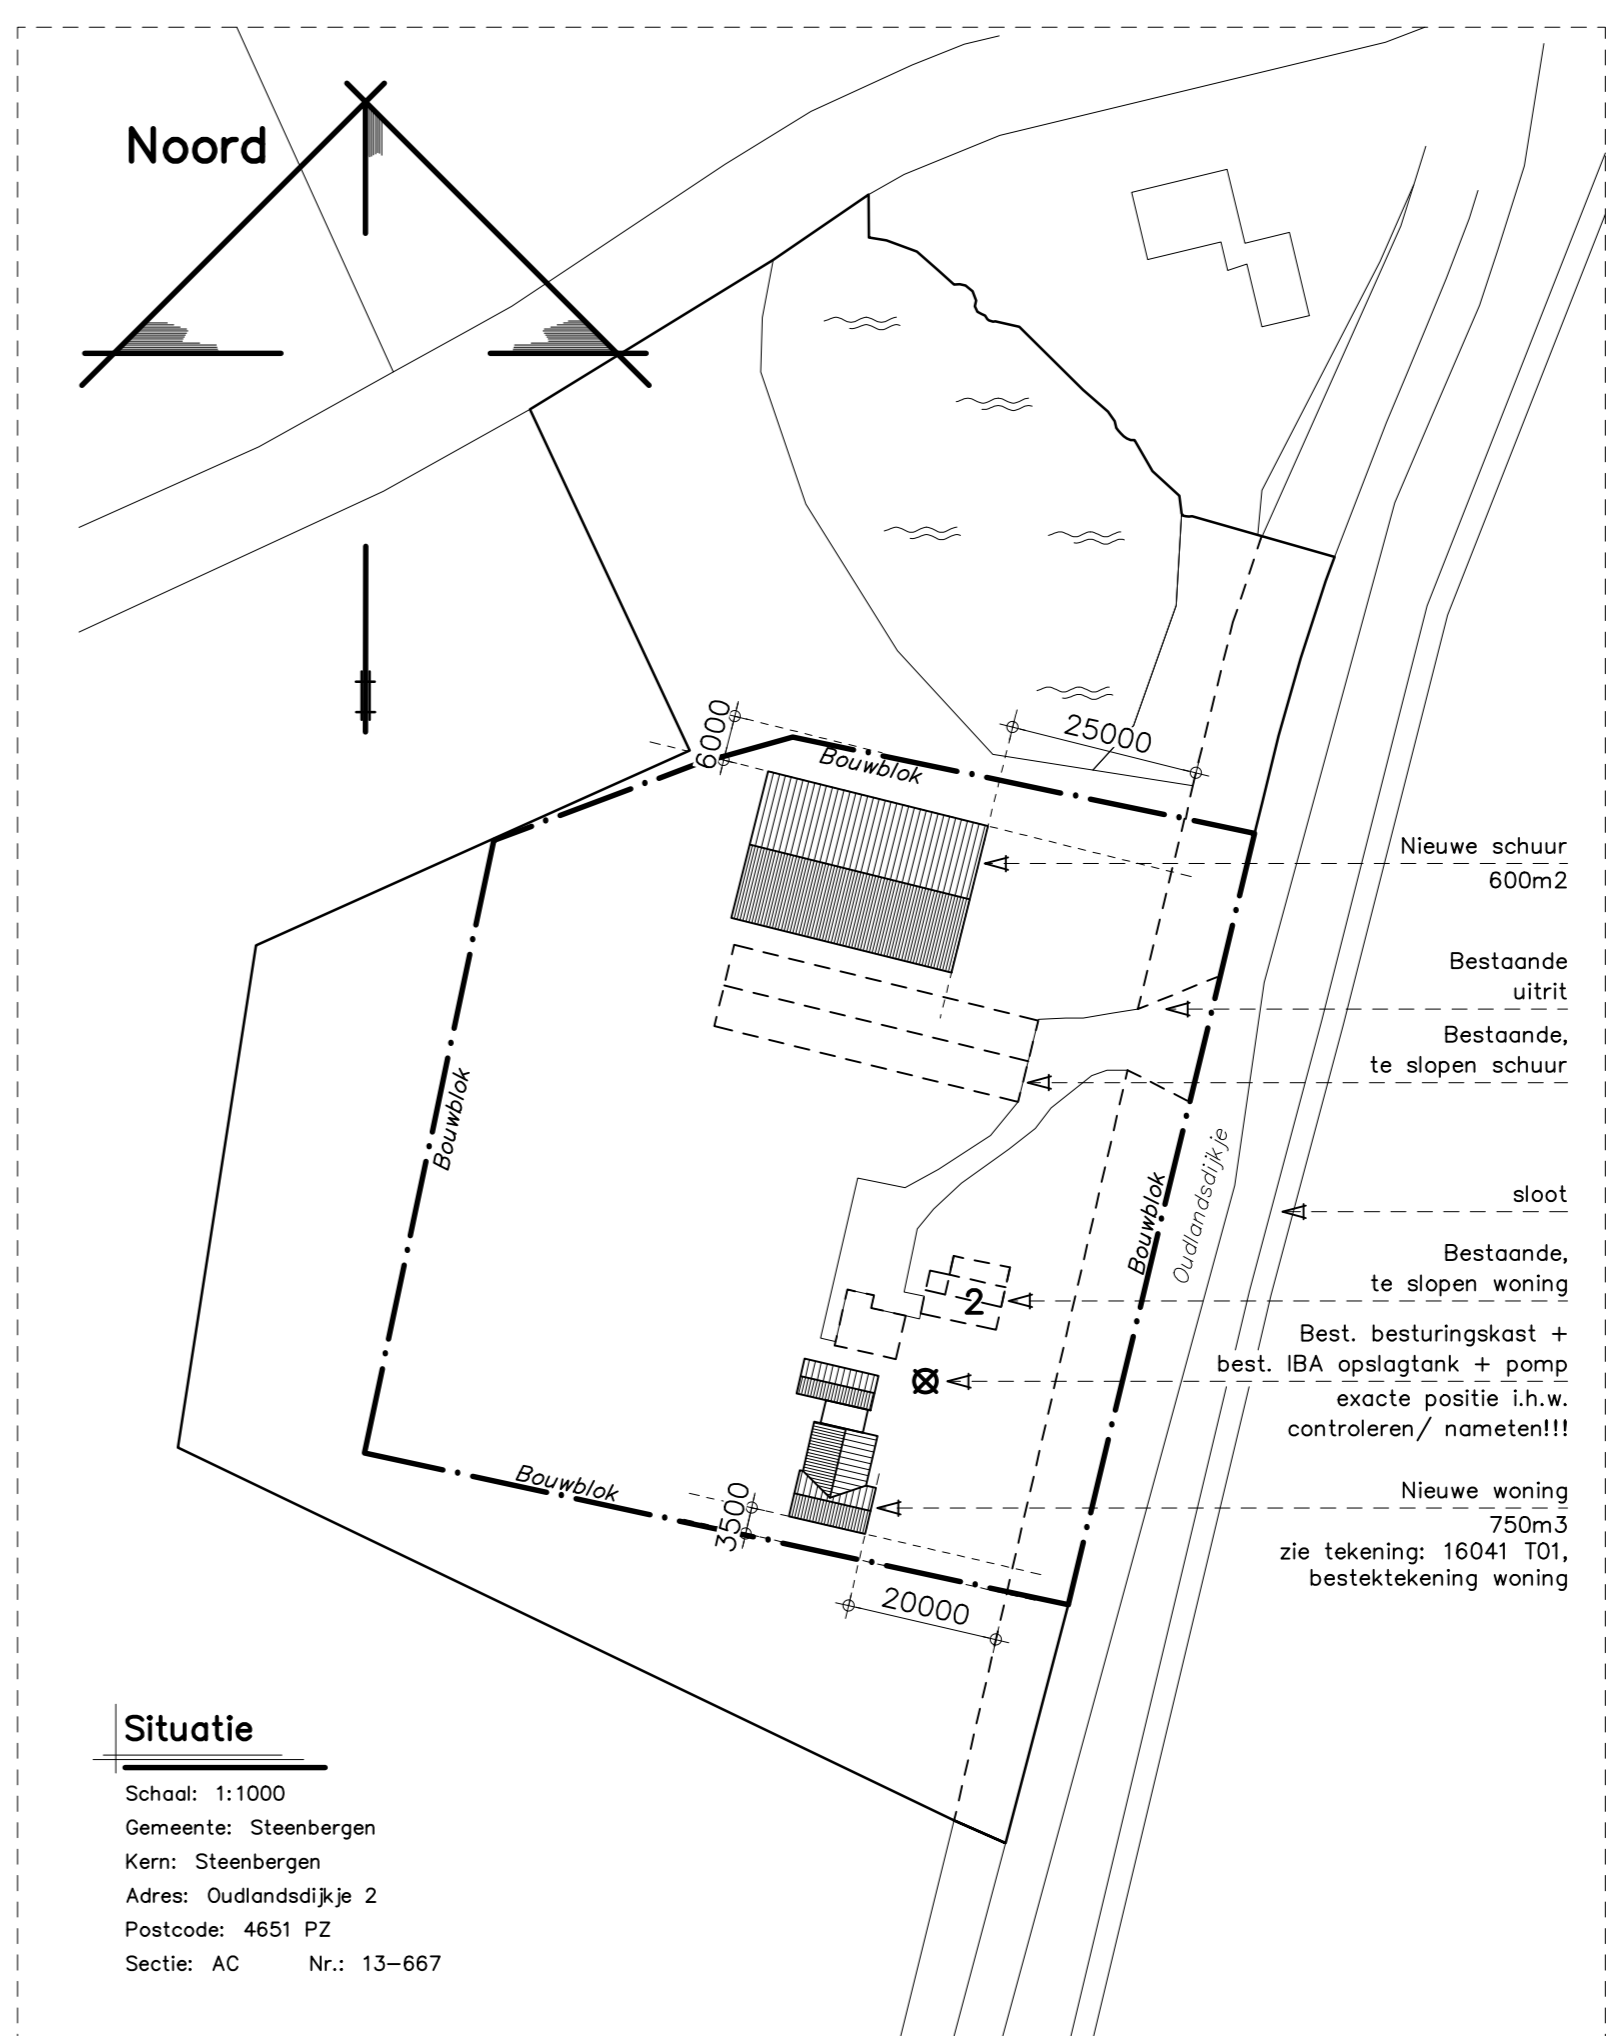 Noord
6000
25000
Bouwblok
Nieuwe schuur
600m2
Bestaande
uitrit
Bestaande,
te slopen schuur
Bouwblok
Bouwblok
Oudlandsdijkje
sloot
Bestaande,
te slopen woning
2
Best. besturingskast +
best. IBA opslagtank + pomp
exacte positie i.h.w.
controleren/ nameten!!!
Bouwblok
3500
Nieuwe woning
750m3
zie tekening: 16041 T01,
bestektekening woning
20000
Situatie
Schaal: 1:1000
Gemeente: Steenbergen
Kern: Steenbergen
Adres: Oudlandsdijkje 2
Postcode: 4651 PZ
Sectie: AC Nr.: 13-667